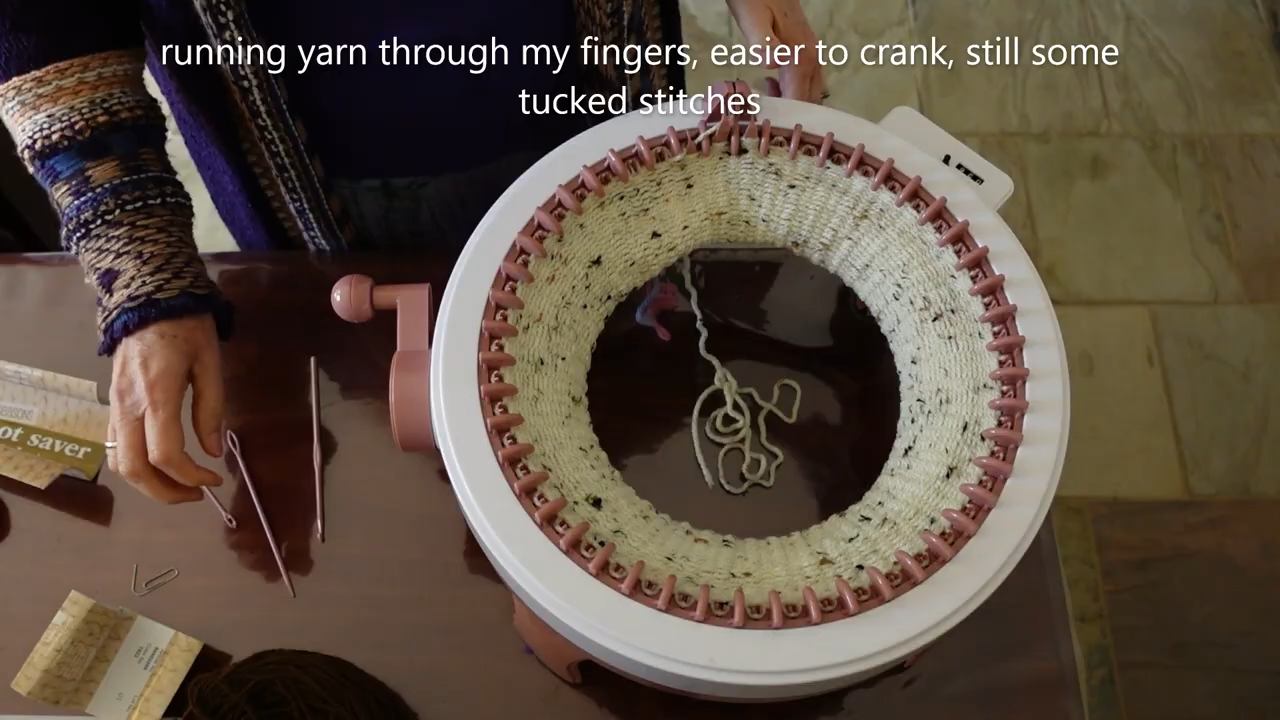 running yarn through my fingers, easier to crank, still some
tucked stitches
ot saver